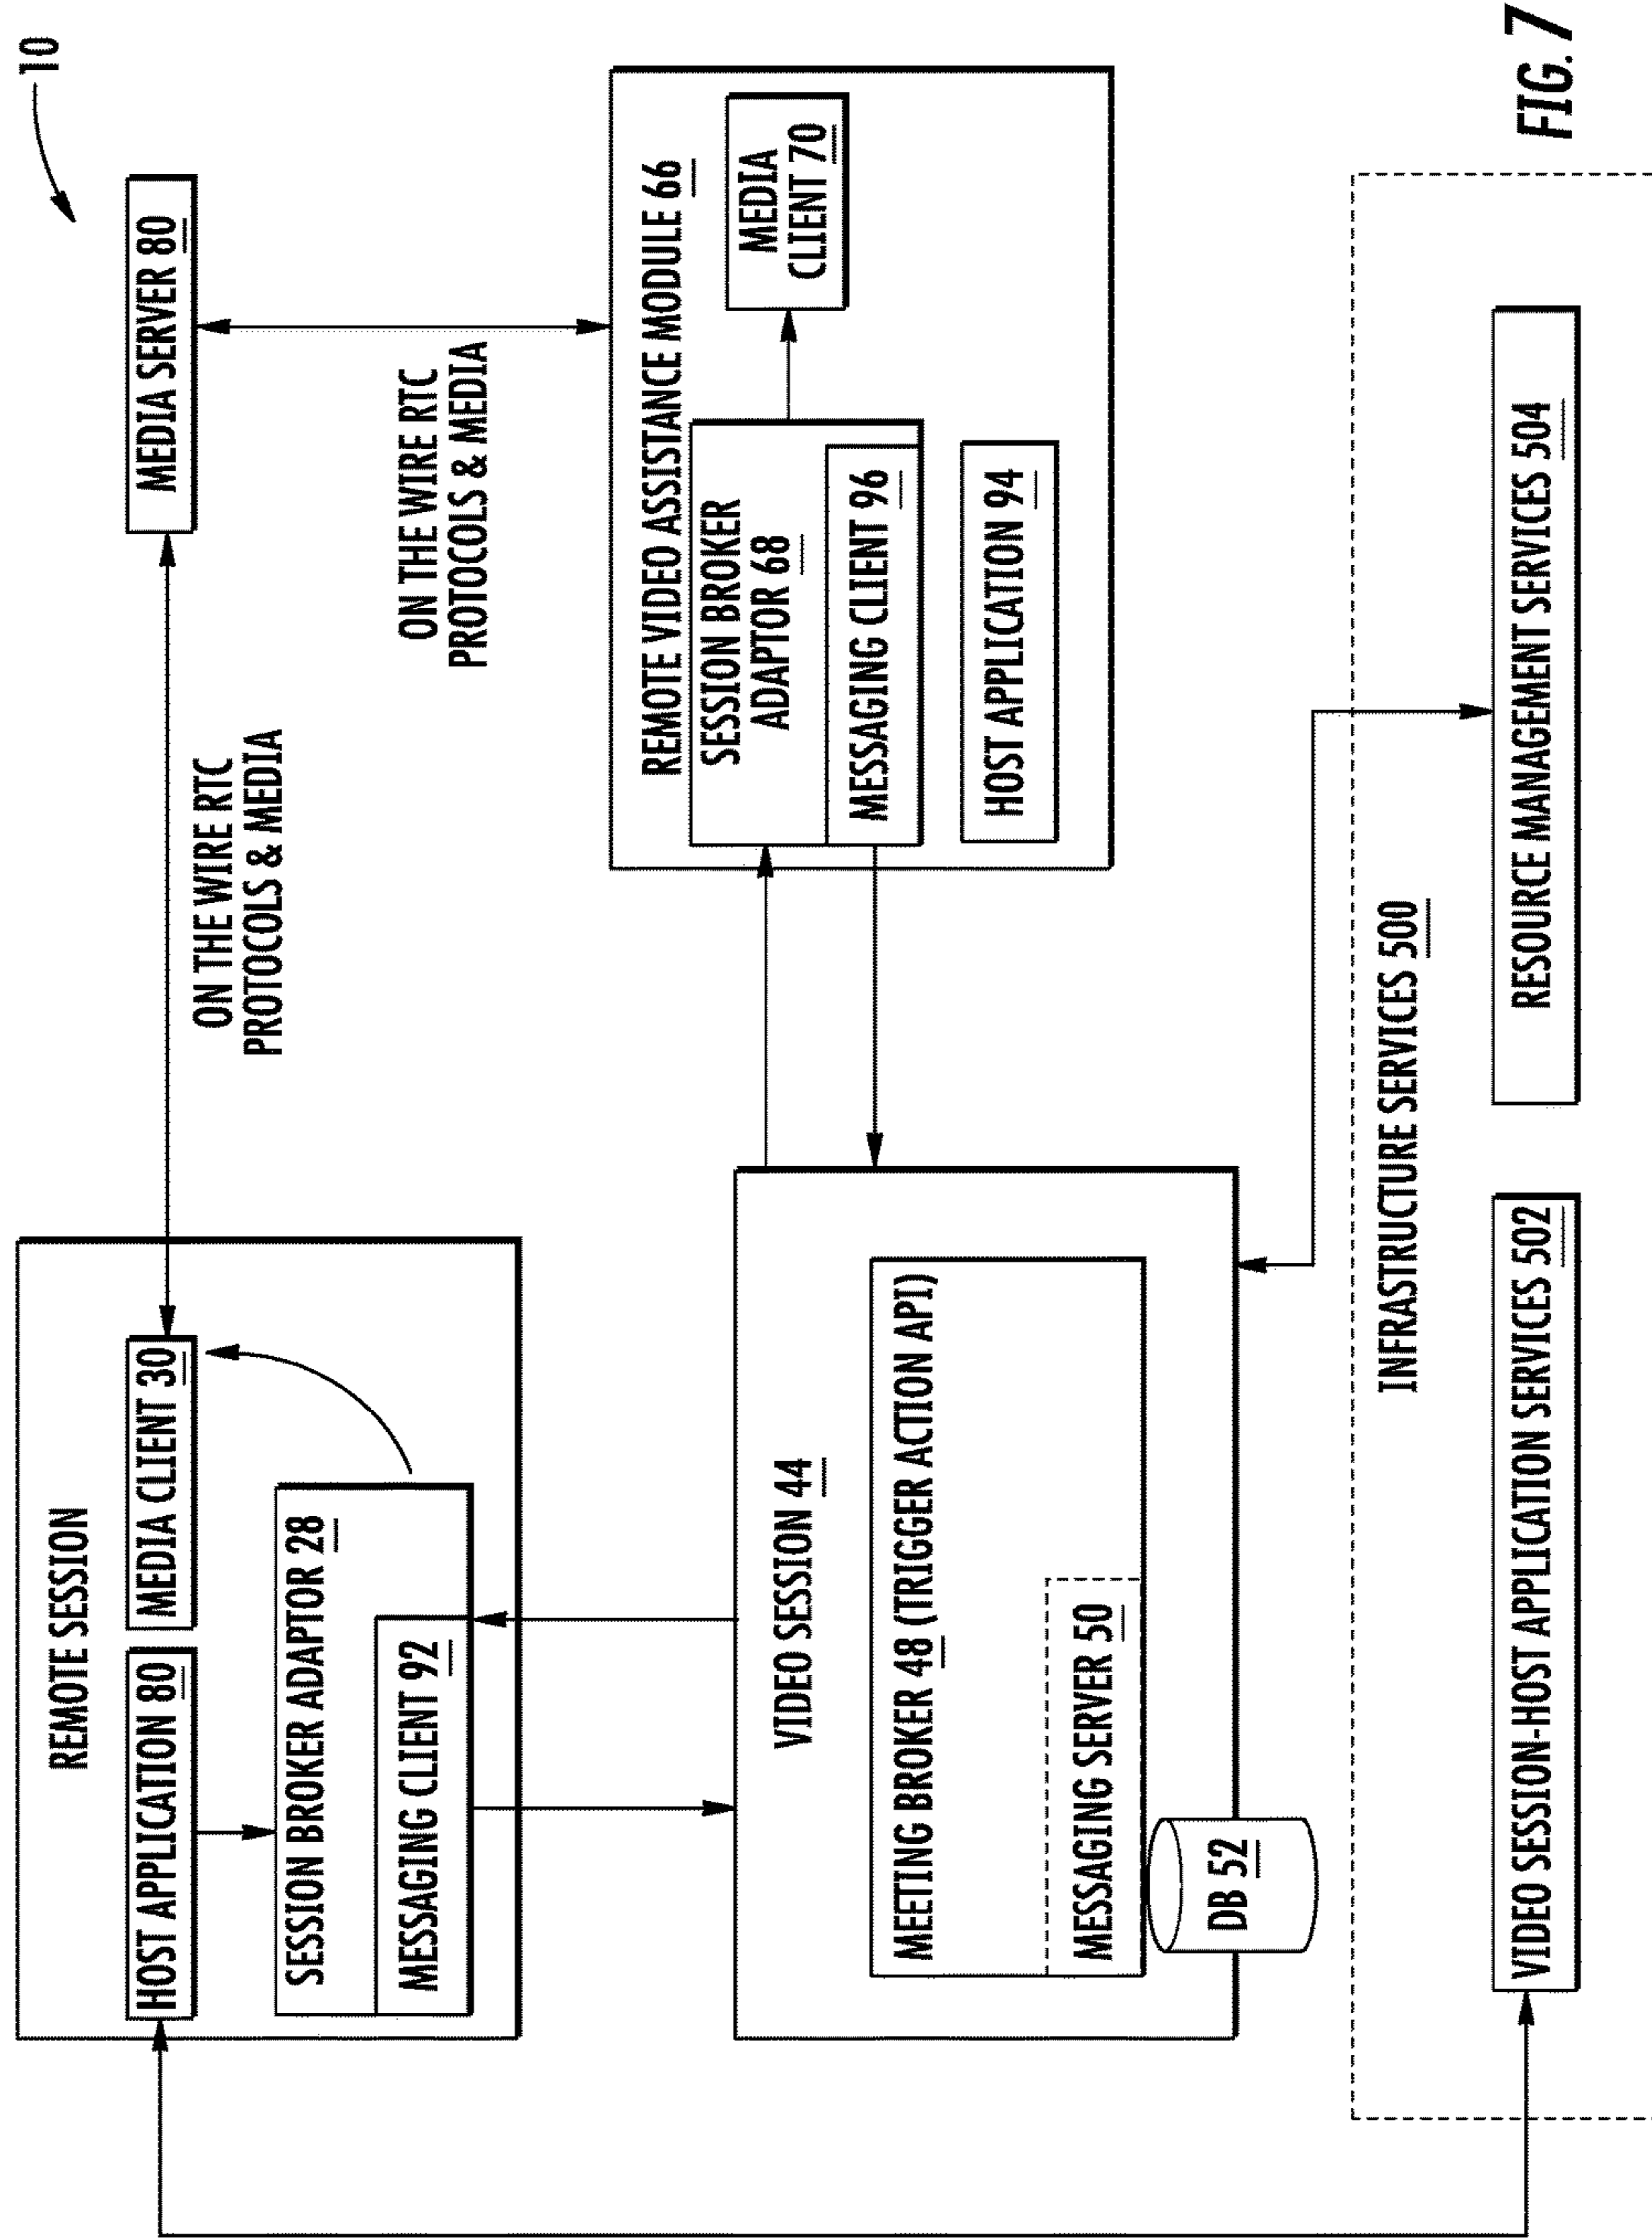 10
REMOTE SESSION
HOST APPLICATION 80
MEDIA CLIENT 30
SESSION BROKER ADAPTOR 28
MESSAGING CLIENT 92
ON THE WIRE RTC
PROTOCOLS & MEDIA
MEDIA SERVER 80
ON THE WIRE RTC
PROTOCOLS & MEDIA
REMOTE VIDEO ASSISTANCE MODULE 66
SESSION BROKER
ADAPTOR 68
MESSAGING CLIENT 96
MEDIA
CLIENT 70
HOST APPLICATION 94
VIDEO SESSION 44
MEETING BROKER 48 (TRIGGER ACTION API)
MESSAGING SERVER 50
DB 52
INFRASTRUCTURE SERVICES 500
VIDEO SESSION-HOST APPLICATION SERVICES 502
RESOURCE MANAGEMENT SERVICES 504
FIG. 7